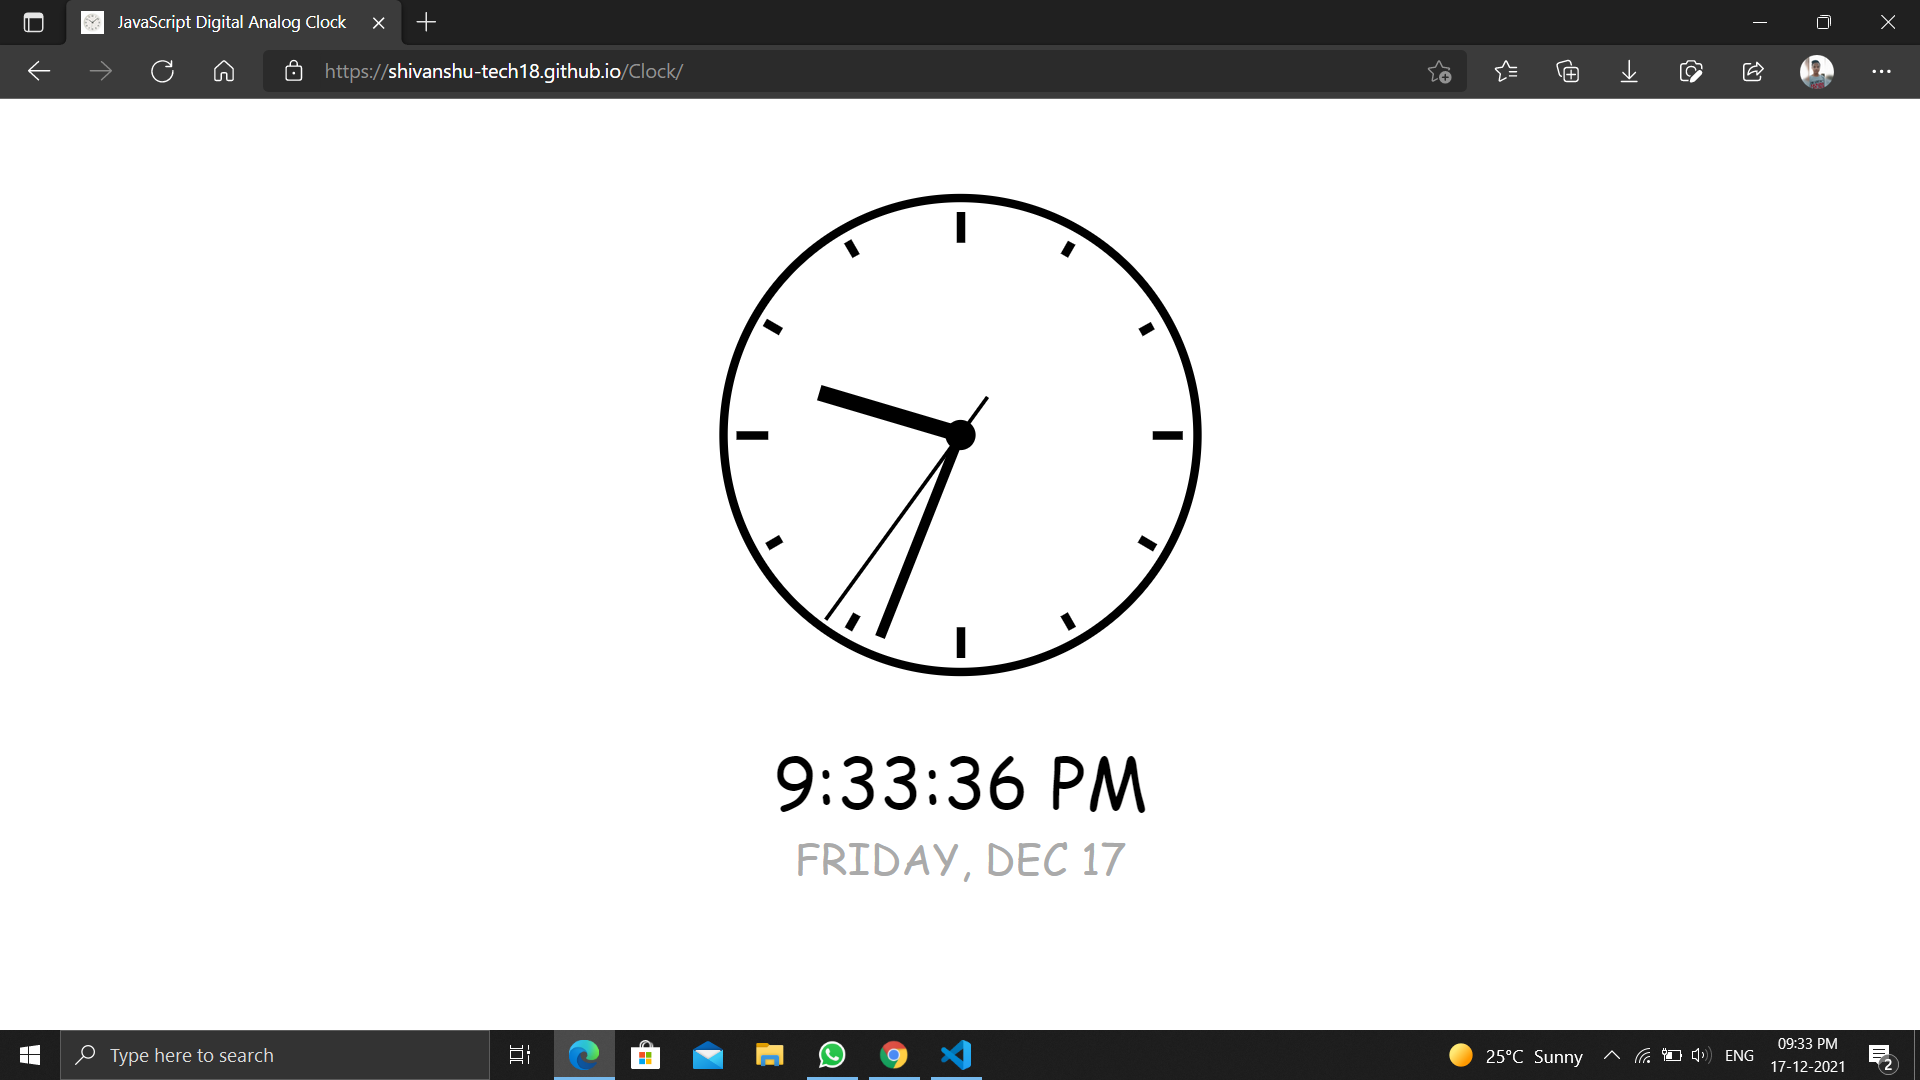 JavaScript Digital Analog Clock
https://shivanshu-tech18.github.io/Clock/
9:33:36 PM
FRIDAY, DEC 17
Type here to search
25°C Sunny
ENG
09:33 PM
17-12-2021
2